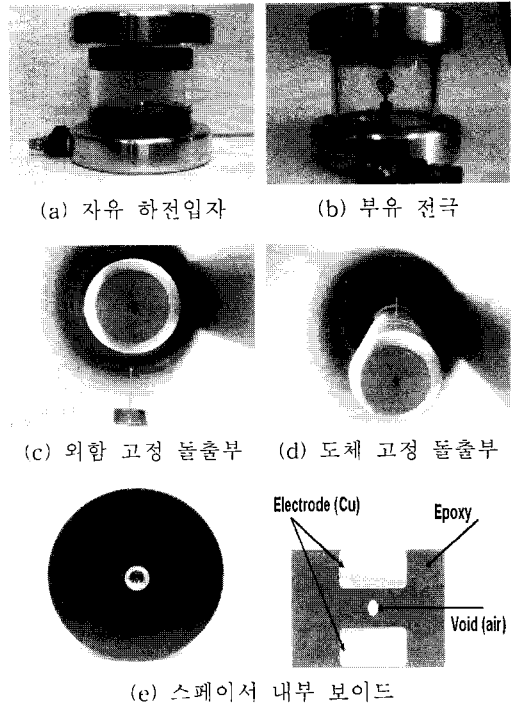 (a) 자유 하전입자
(b) 부유 전극
(c) 외함 고정 돌출부
(d) 도체 고정 돌출부
Electrode (Cu)
Epoxy
Void (air)
(e) 스페이서 내부 보이드